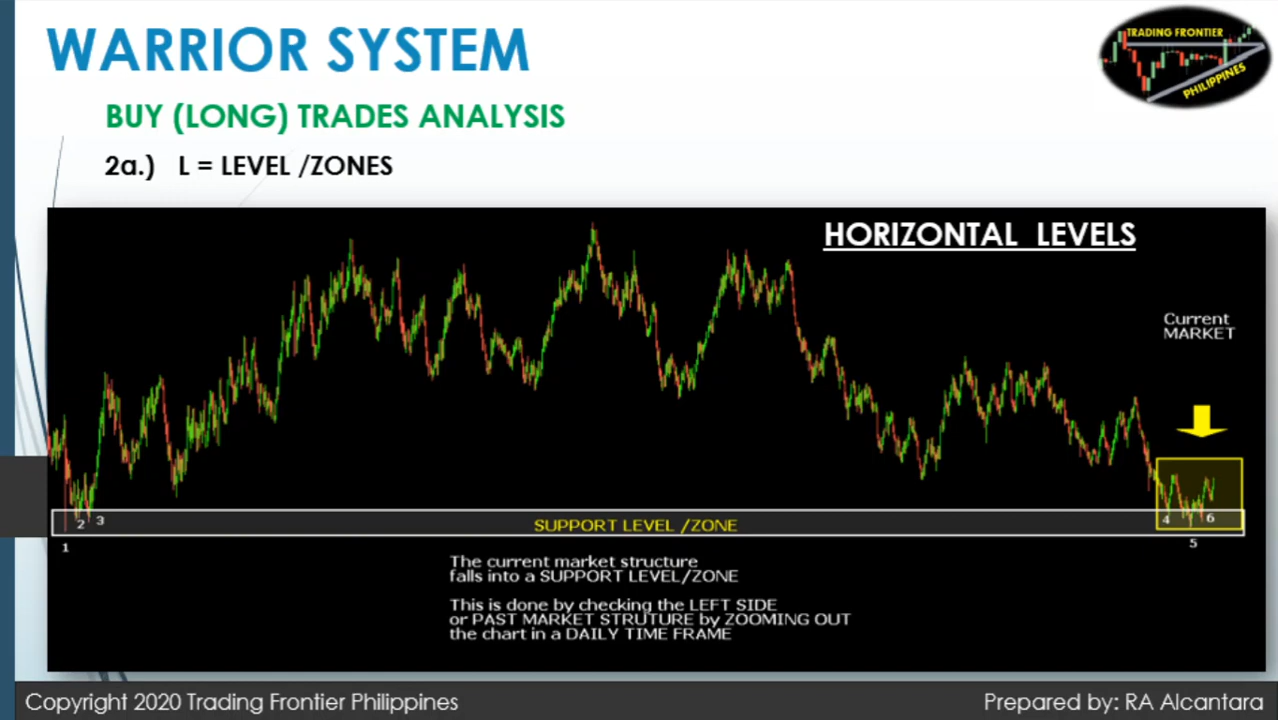 WARRIOR SYSTEM
TRADING FRONTIER
PHILIPPINES
BUY (LONG) TRADES ANALYSIS
2a.) L = LEVEL /ZONES
HORIZONTAL LEVELS
Current
MARKET
2 3
4
6
SUPPORT LEVEL /ZONE
1
5
The current market structure
falls into a SUPPORT LEVEL/ZONE
This is done by checking the LEFT SIDE
or PAST MARKET STRUTURE by ZOOMING OUT
the chart in a DAILY TIME FRAME
Copyright 2020 Trading Frontier Philippines
Prepared by: RA Alcantara